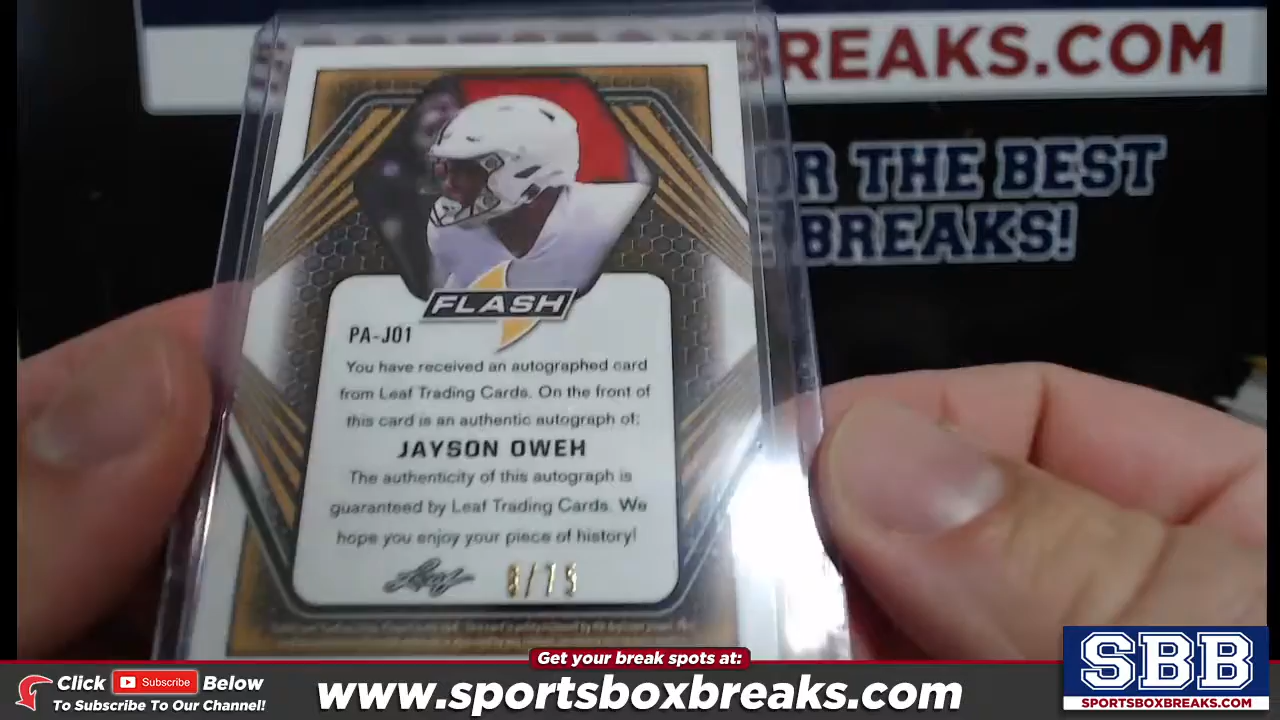 SPORTSBOXBREAKS.COM
OR THE BEST
BREAKS!
FLASH
PA-J01
You have received an autographed card
from Leaf Trading Cards. On the front of
this card is an authentic autograph of:
JAYSON OWEH
The authenticity of this autograph is
guaranteed by Leaf Trading Cards. We
hope you enjoy your piece of history!
Leaf
/75
Get your break spots at:
Click Subscribe Below
To Subscribe To Our Channel!
www.sportsboxbreaks.com
SBB
SPORTSBOXBREAKS.COM